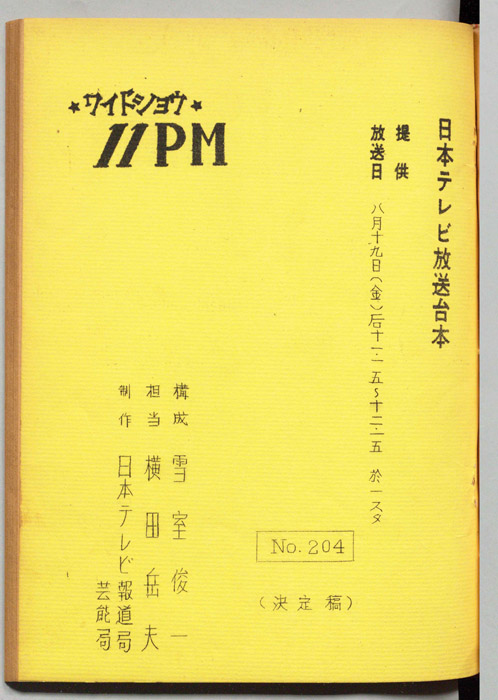 日本テレビ放送台本
提供
放送日 八月十九日(金)后十一・一五〜十二・一五 於一スタ
★ワイドショウ★
11PM
No.204
(決定稿)
構成 雪室俊一
担当 横田岳夫
制作 日本テレビ報道局
芸能局